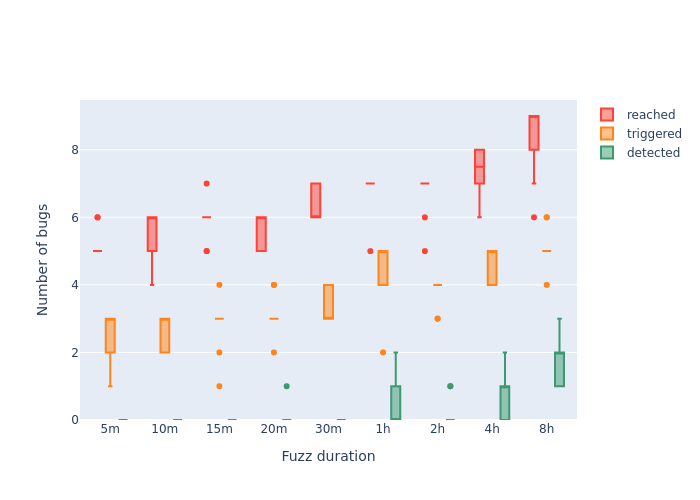 reached
triggered
detected
Number of bugs
8
6
4
2
0
5m 10m 15m 20m 30m 1h 2h 4h 8h
Fuzz duration